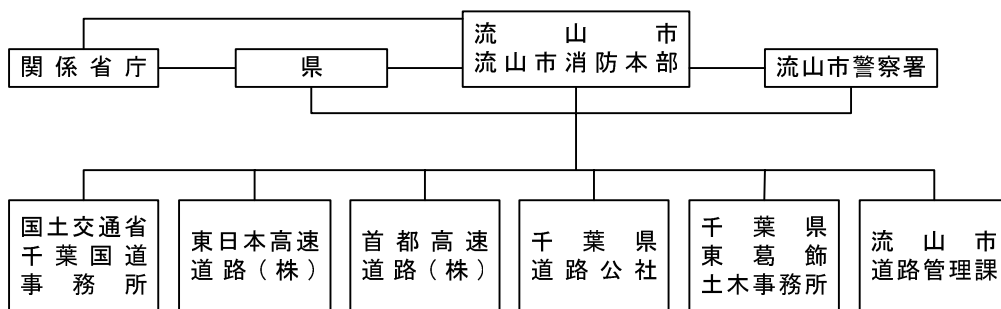 流山市
流山市消防本部
関係省庁
県
流山市警察署
国土交通省
千葉国道
事務所
東日本高速
道路（株）
首都高速
道路（株）
千葉県
道路公社
千葉県
東葛飾
土木事務所
流山市
道路管理課